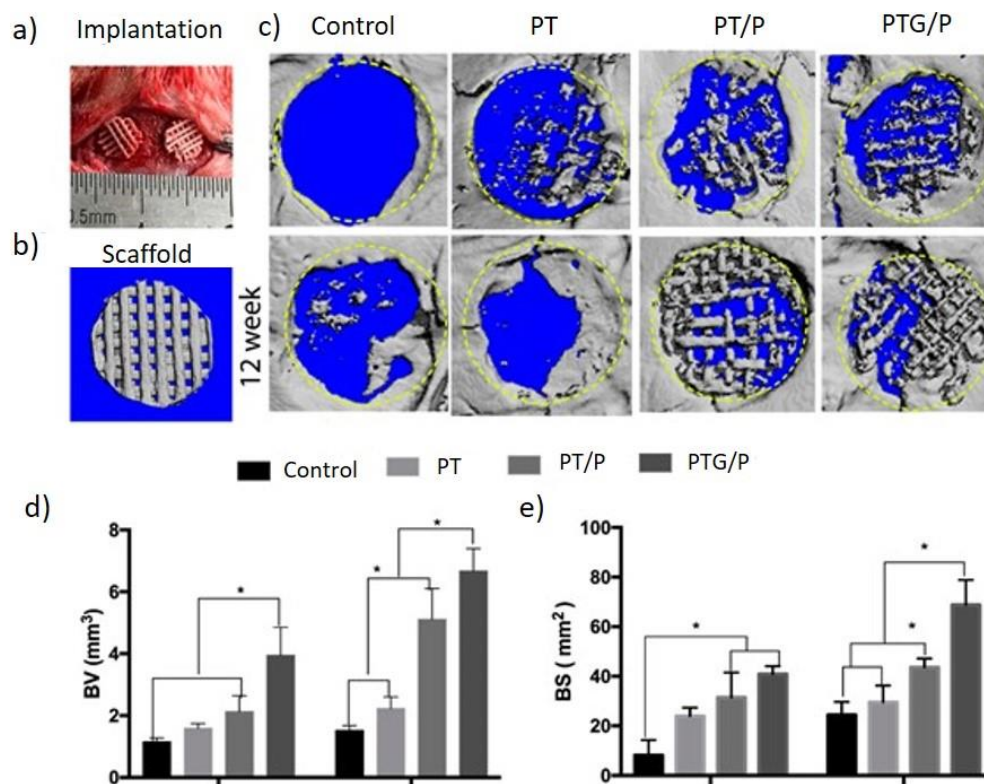 a) Implantation
0.5mm
b) Scaffold
c) Control PT PT/P PTG/P
12 week
Control PT PT/P PTG/P
d)
BV (mm³)
8
6
4
2
0
* * *
e)
BS ( mm²)
100
80
60
40
20
0
* * *